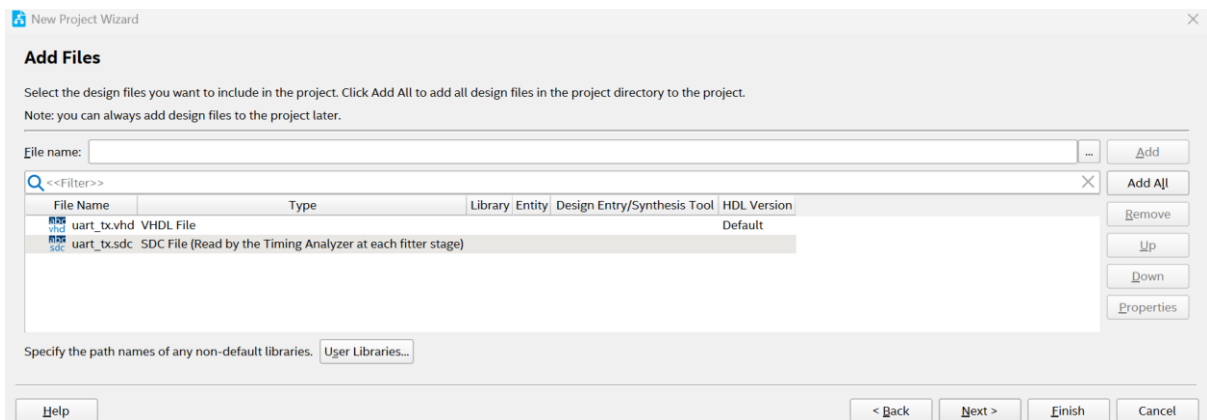 New Project Wizard
Add Files
Select the design files you want to include in the project. Click Add All to add all design files in the project directory to the project.
Note: you can always add design files to the project later.
File name: ... Add
<<Filter>> Add All
File Name Type Library Entity Design Entry/Synthesis Tool HDL Version
abc vhd uart_tx.vhd VHDL File Default
abc sdc uart_tx.sdc SDC File (Read by the Timing Analyzer at each fitter stage)
Remove
Up
Down
Properties
Specify the path names of any non-default libraries. User Libraries...
Help < Back Next > Finish Cancel